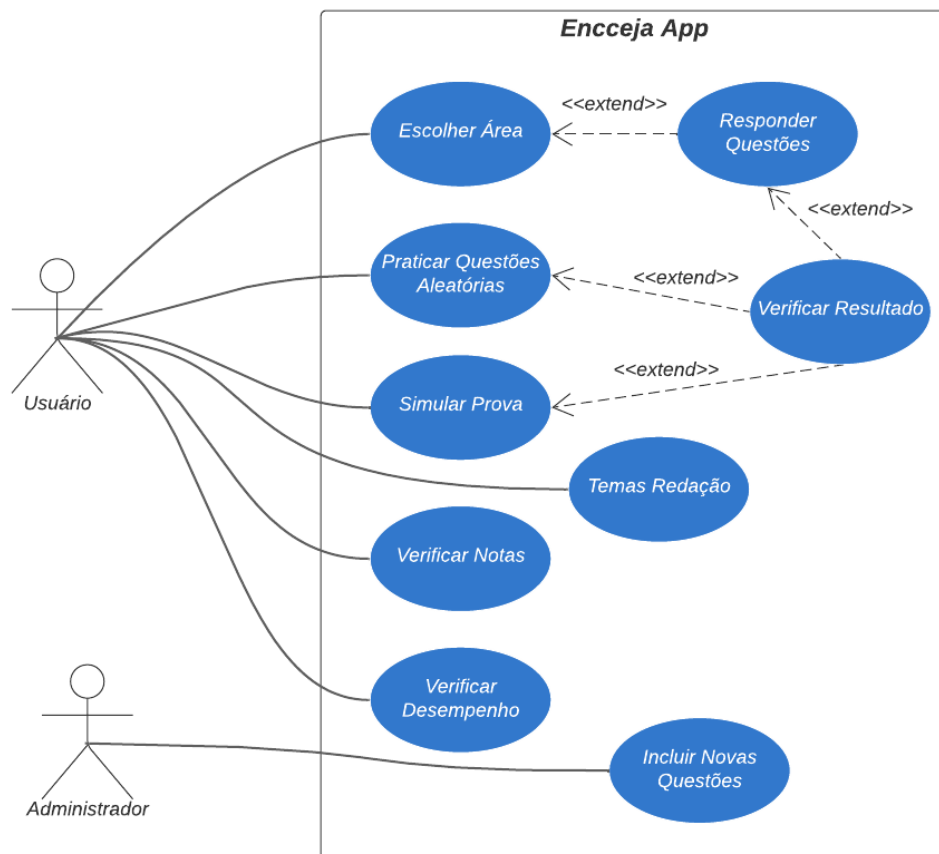 Encceja App
<<extend>>
Escolher Área
Responder
Questões
<<extend>>
Praticar Questões
Aleatórias
<<extend>>
Verificar Resultado
<<extend>>
Usuário
Simular Prova
Temas Redação
Verificar Notas
Verificar
Desempenho
Incluir Novas
Questões
Administrador